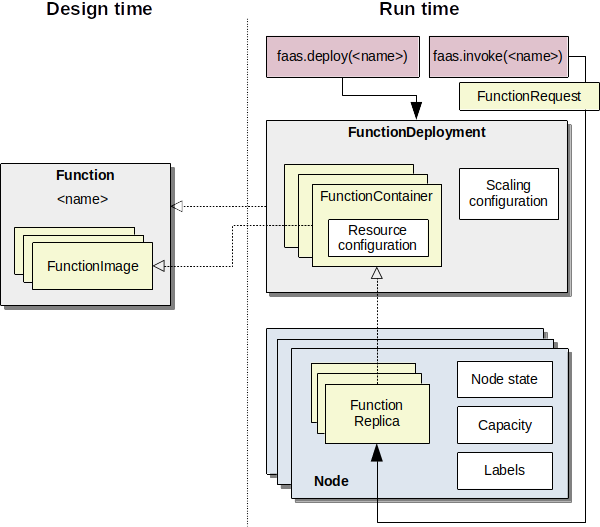 Design time
Run time
faas.deploy(<name>)
faas.invoke(<name>)
FunctionRequest
FunctionDeployment
Function
<name>
FunctionImage
FunctionContainer
Resource
configuration
Scaling
configuration
Function
Replica
Node state
Capacity
Labels
Node